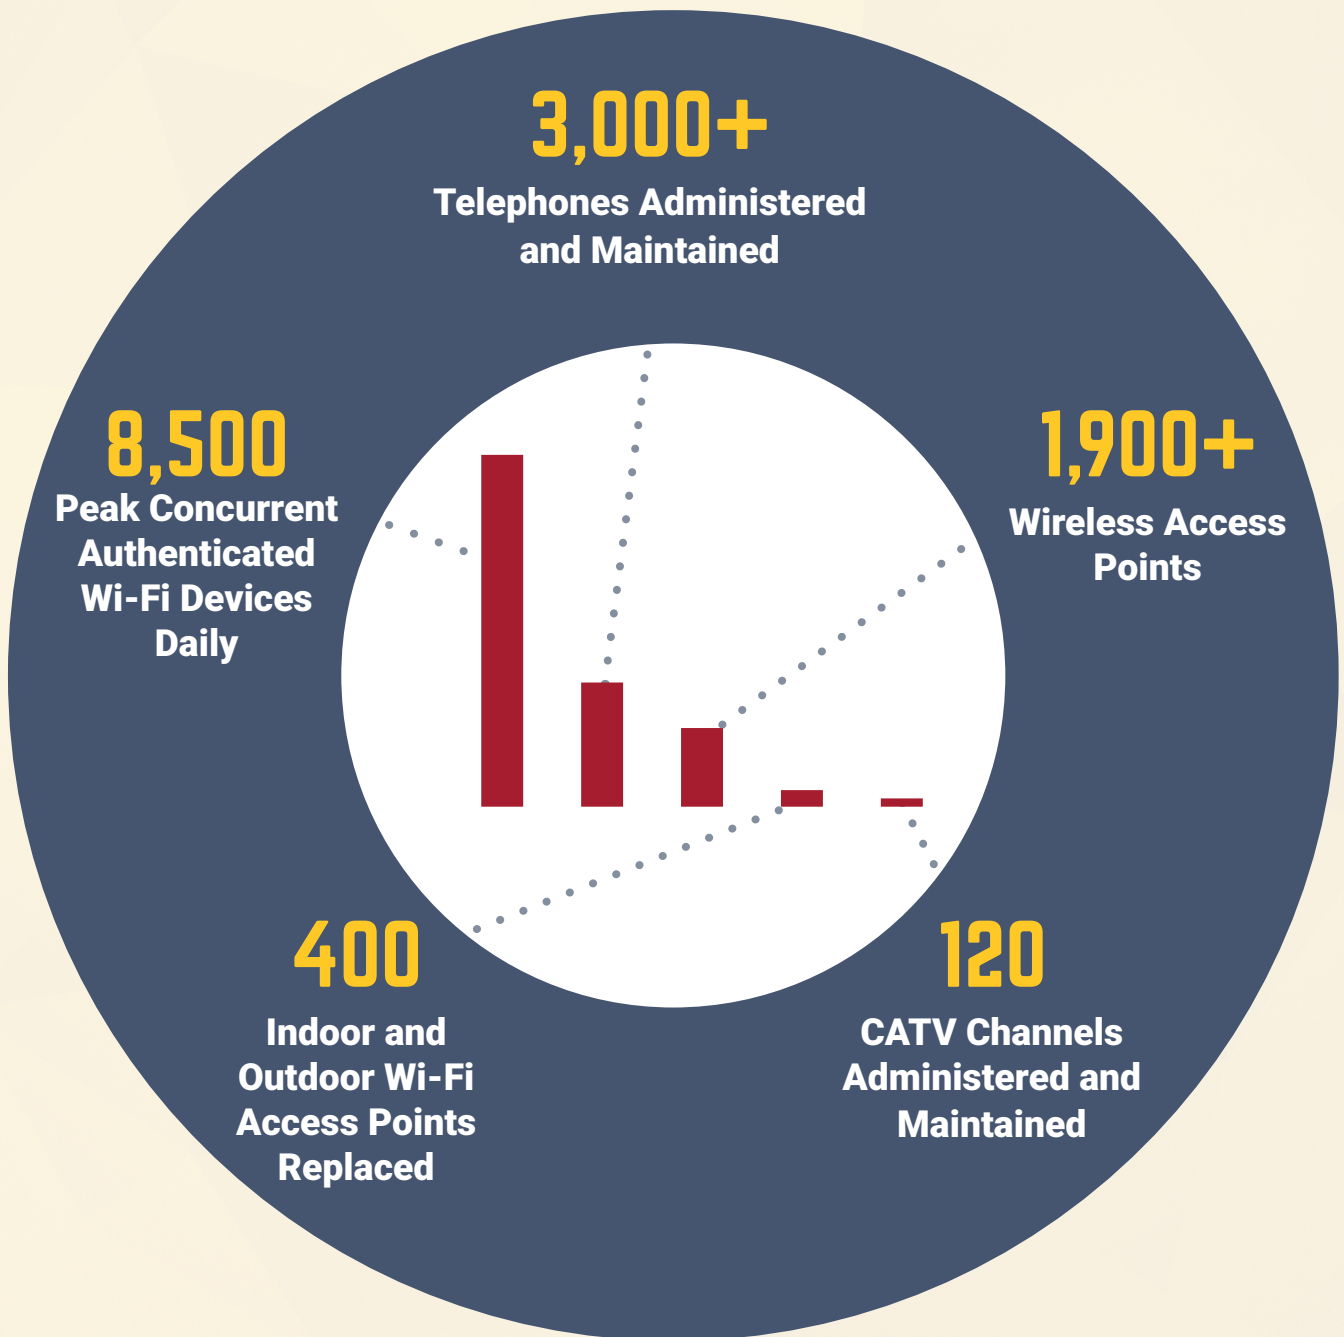 3,000+
Telephones Administered
and Maintained
8,500
Peak Concurrent
Authenticated
Wi-Fi Devices
Daily
1,900+
Wireless Access
Points
400
Indoor and
Outdoor Wi-Fi
Access Points
Replaced
120
CATV Channels
Administered and
Maintained